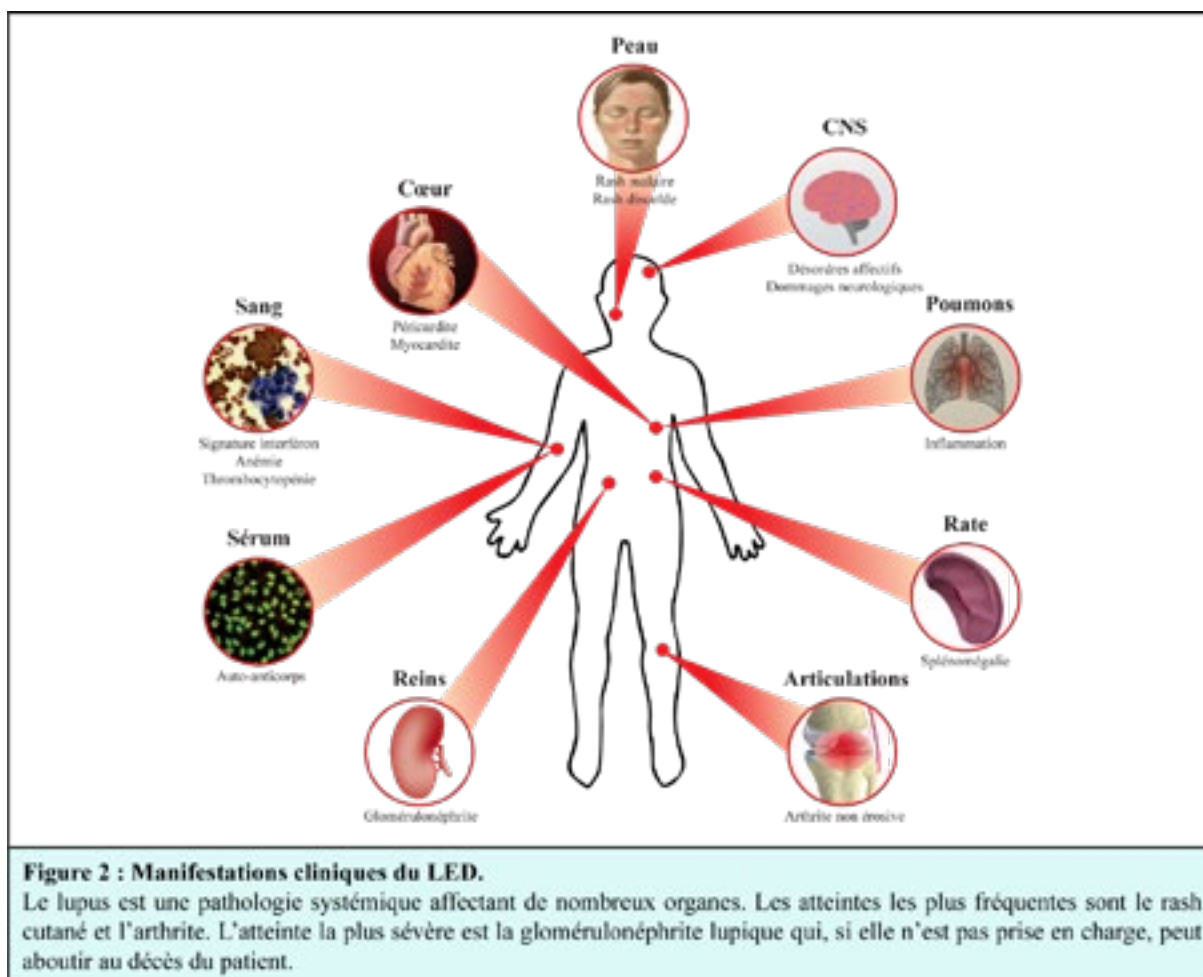 Peau
Rash malaire
Rash discoïde
CNS
Désordres affectifs
Dommages neurologiques
Cœur
Péricardite
Myocardite
Sang
Signature interféron
Anémie
Thrombocytopénie
Poumons
Inflammation
Sérum
Auto-anticorps
Rate
Splénomégalie
Reins
Glomérulonéphrite
Articulations
Arthrite non érosive
Figure 2 : Manifestations cliniques du LED.
Le lupus est une pathologie systémique affectant de nombreux organes. Les atteintes les plus fréquentes sont le rash
cutané et l’arthrite. L’atteinte la plus sévère est la glomérulonéphrite lupique qui, si elle n’est pas prise en charge, peut
aboutir au décès du patient.